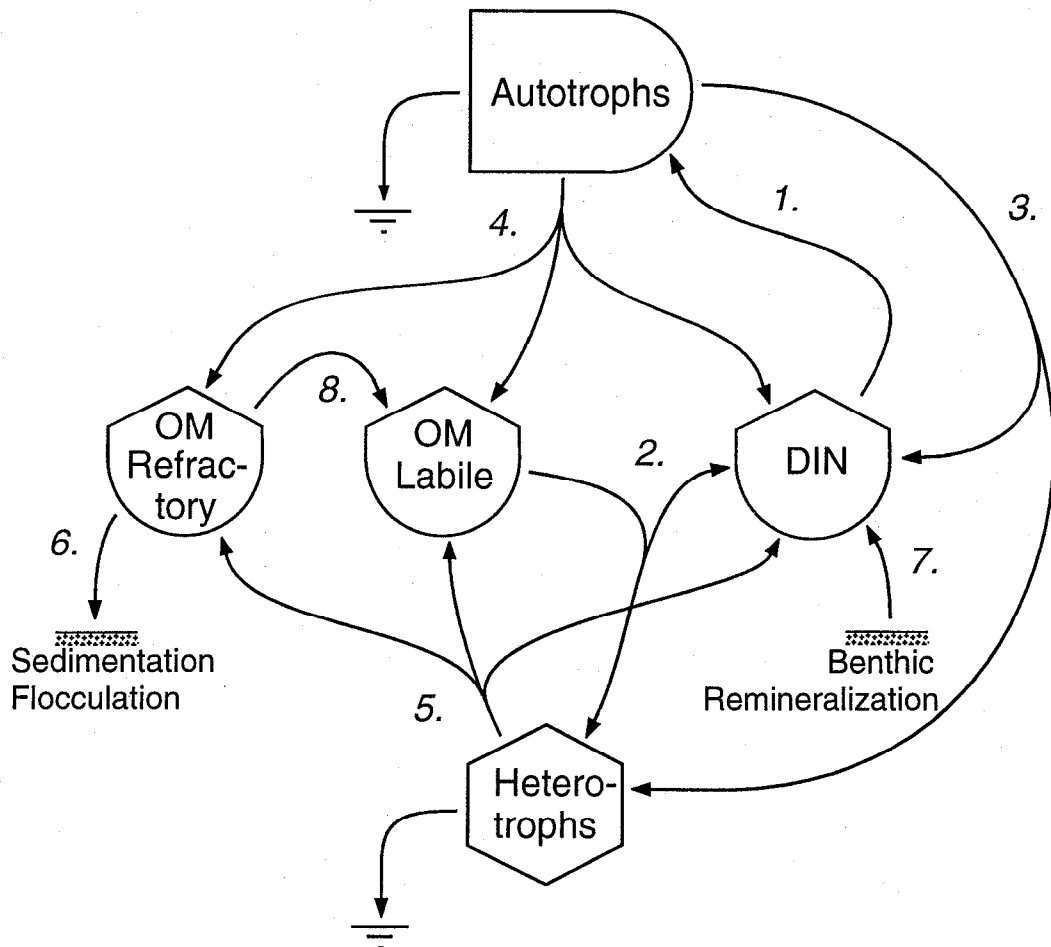 Autotrophs
1.
3.
4.
8.
OM
Refrac-
tory
OM
Labile
2.
DIN
6.
7.
Sedimentation
Flocculation
Benthic
Remineralization
5.
Hetero-
trophs